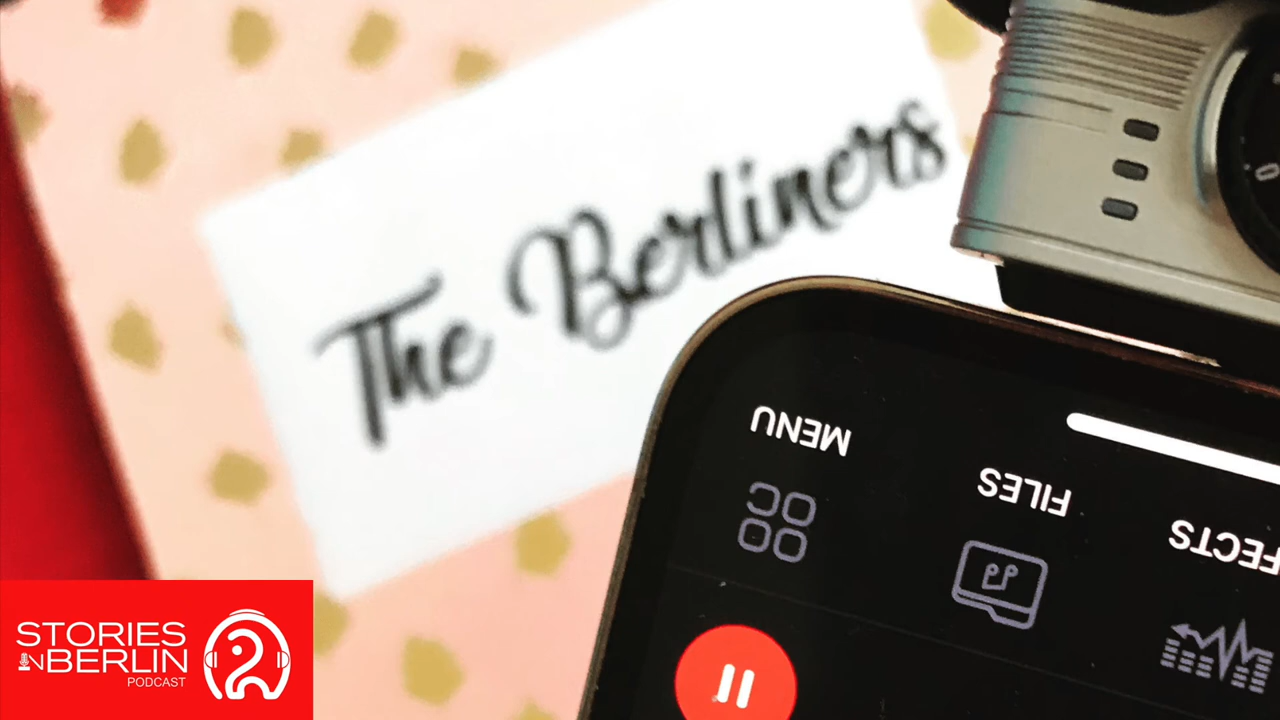 The Berliners
MENU
FILES
FECTS
STORIES
IN BERLIN
PODCAST